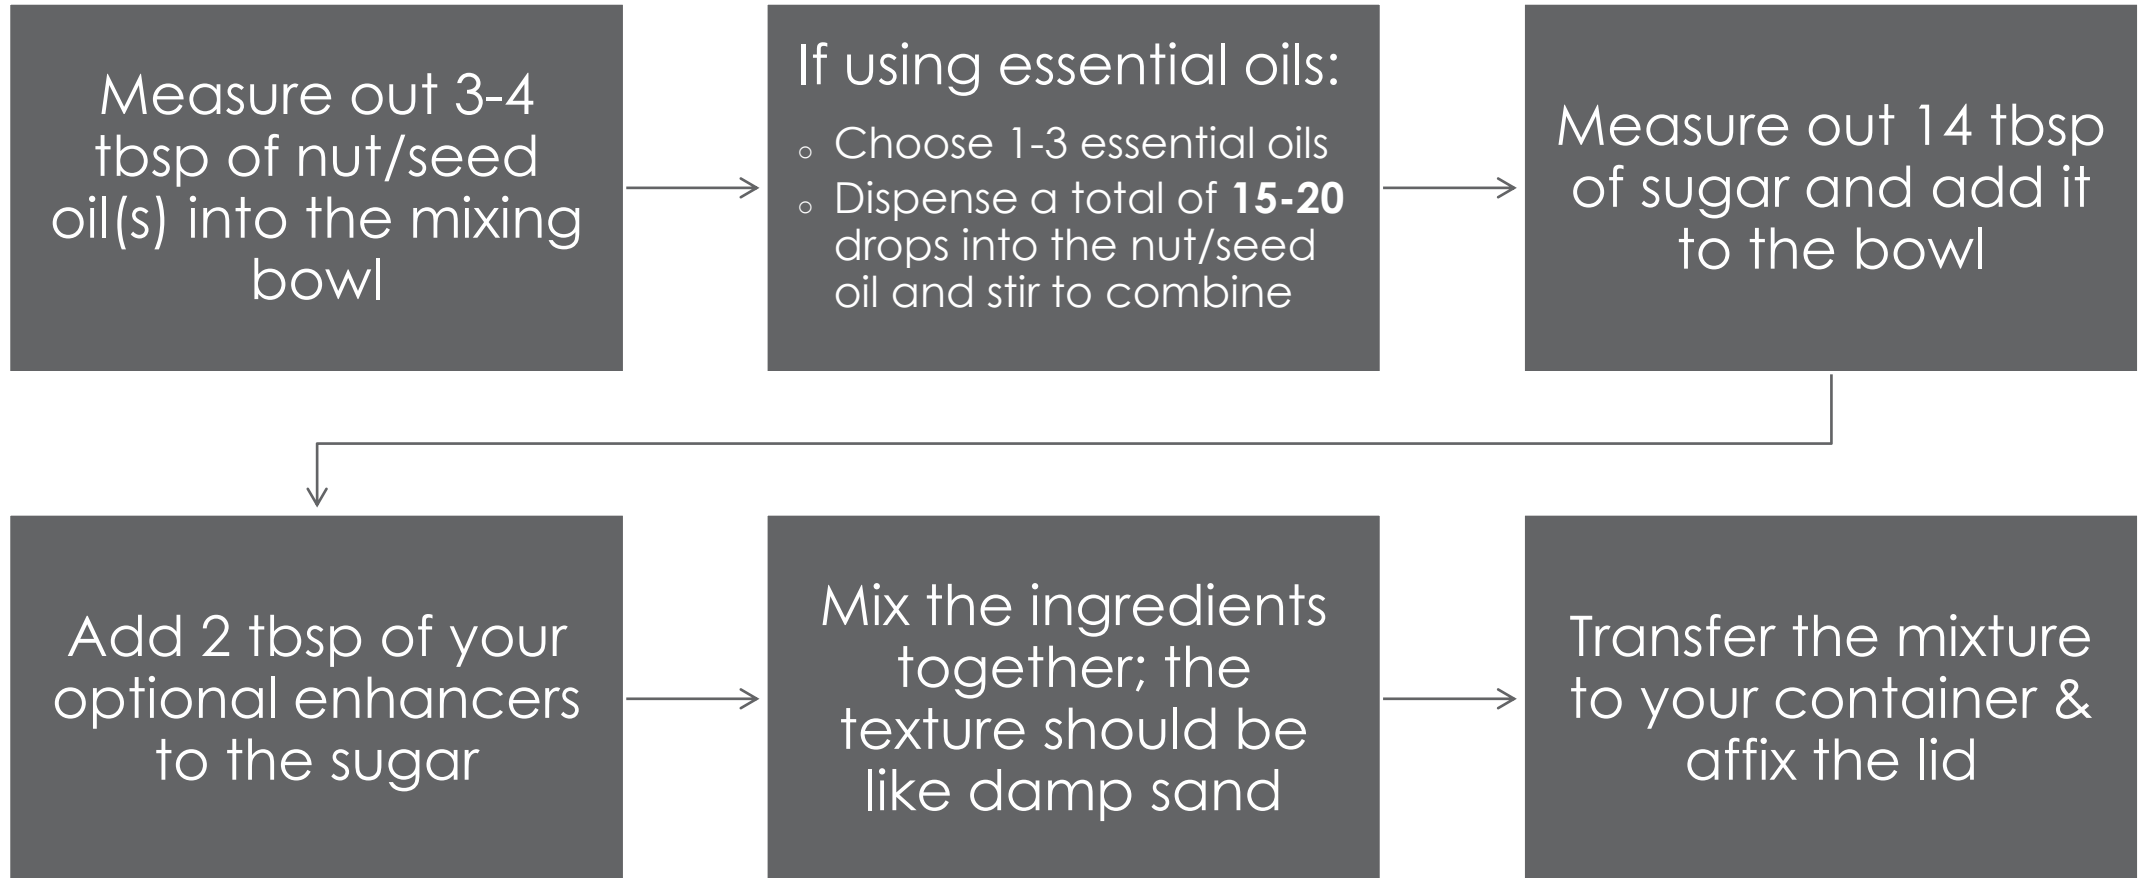 Measure out 3-4
tbsp of nut/seed
oil(s) into the mixing
bowl
If using essential oils:
◦ Choose 1-3 essential oils
◦ Dispense a total of 15-20
drops into the nut/seed
oil and stir to combine
Measure out 14 tbsp
of sugar and add it
to the bowl
Add 2 tbsp of your
optional enhancers
to the sugar
Mix the ingredients
together; the
texture should be
like damp sand
Transfer the mixture
to your container &
affix the lid